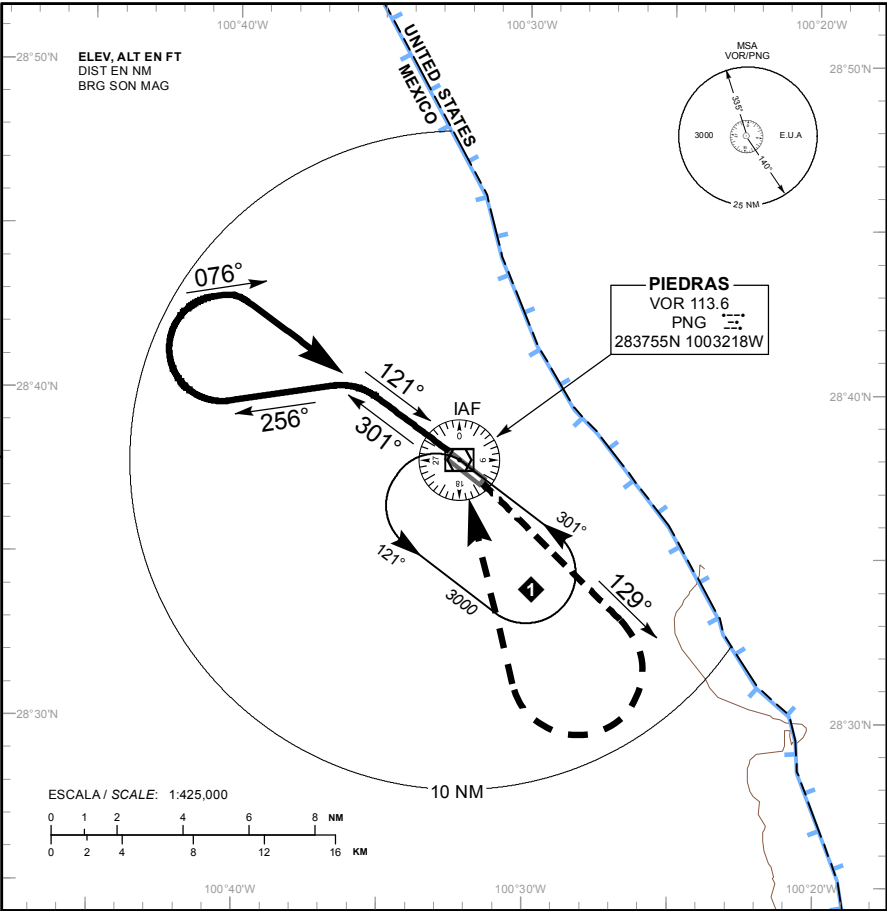 100°40'W
100°30'W
100°20'W
28°50'N
28°50'N
ELEV, ALT EN FT
DIST EN NM
BRG SON MAG
UNITED STATES
MEXICO
MSA
VOR/PNG
335°
3000
E.U.A
140°
25 NM
076°
PIEDRAS
VOR 113.6
PNG
283755N 1003218W
28°40'N
28°40'N
121°
256°
301°
IAF
0
9
18
27
301°
121°
3000
1
129°
28°30'N
28°30'N
10 NM
ESCALA / SCALE: 1:425,000
0 1 2 4 6 8 NM
0 2 4 8 12 16 KM
100°40'W
100°30'W
100°20'W